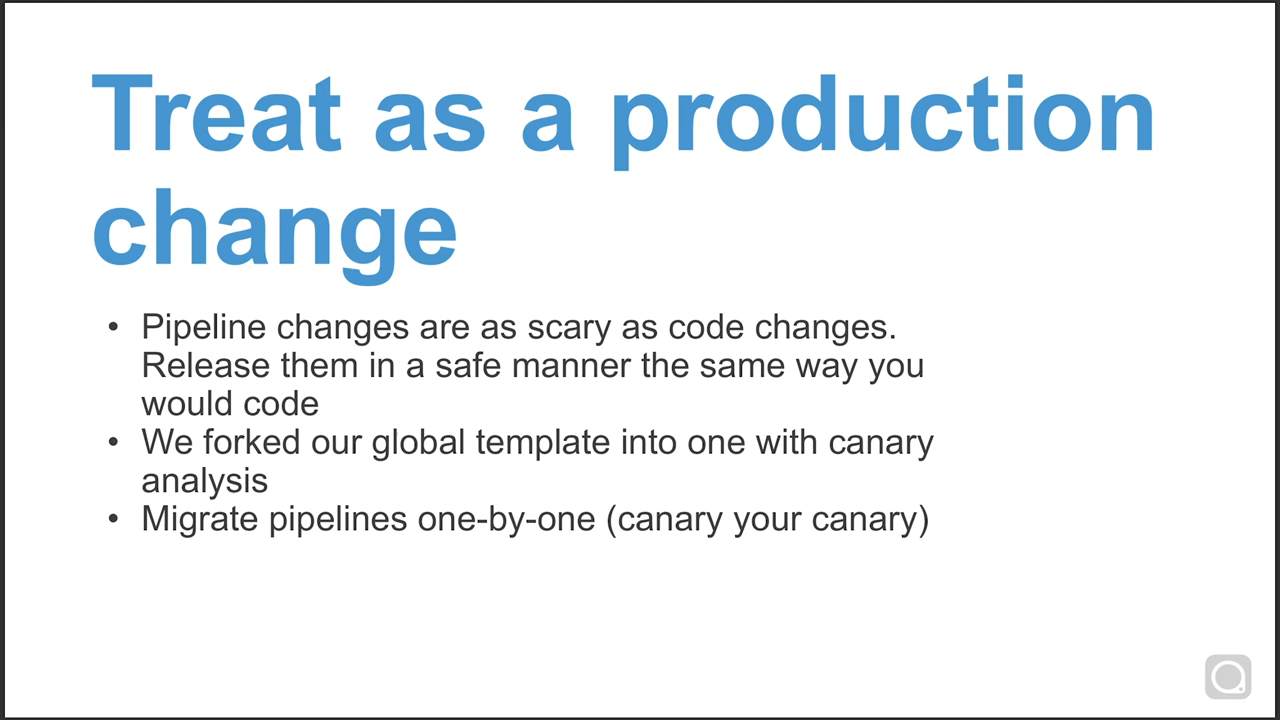 Treat as a production
change
• Pipeline changes are as scary as code changes.
Release them in a safe manner the same way you
would code
• We forked our global template into one with canary
analysis
• Migrate pipelines one-by-one (canary your canary)